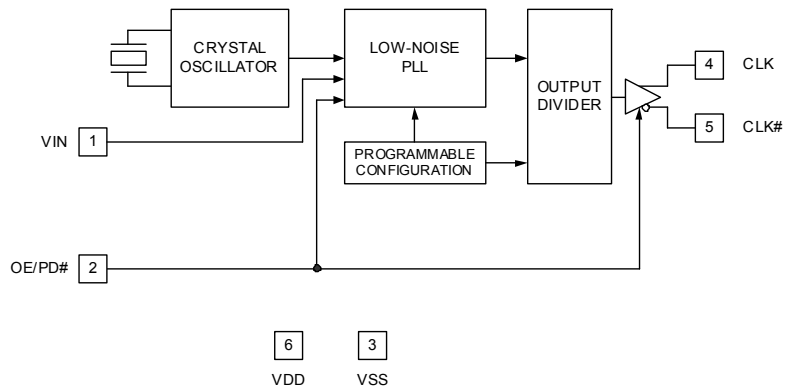 CRYSTAL
OSCILLATOR
LOW-NOISE
PLL
OUTPUT
DIVIDER
4 CLK
5 CLK#
VIN 1
PROGRAMMABLE
CONFIGURATION
OE/PD# 2
6 3
VDD VSS